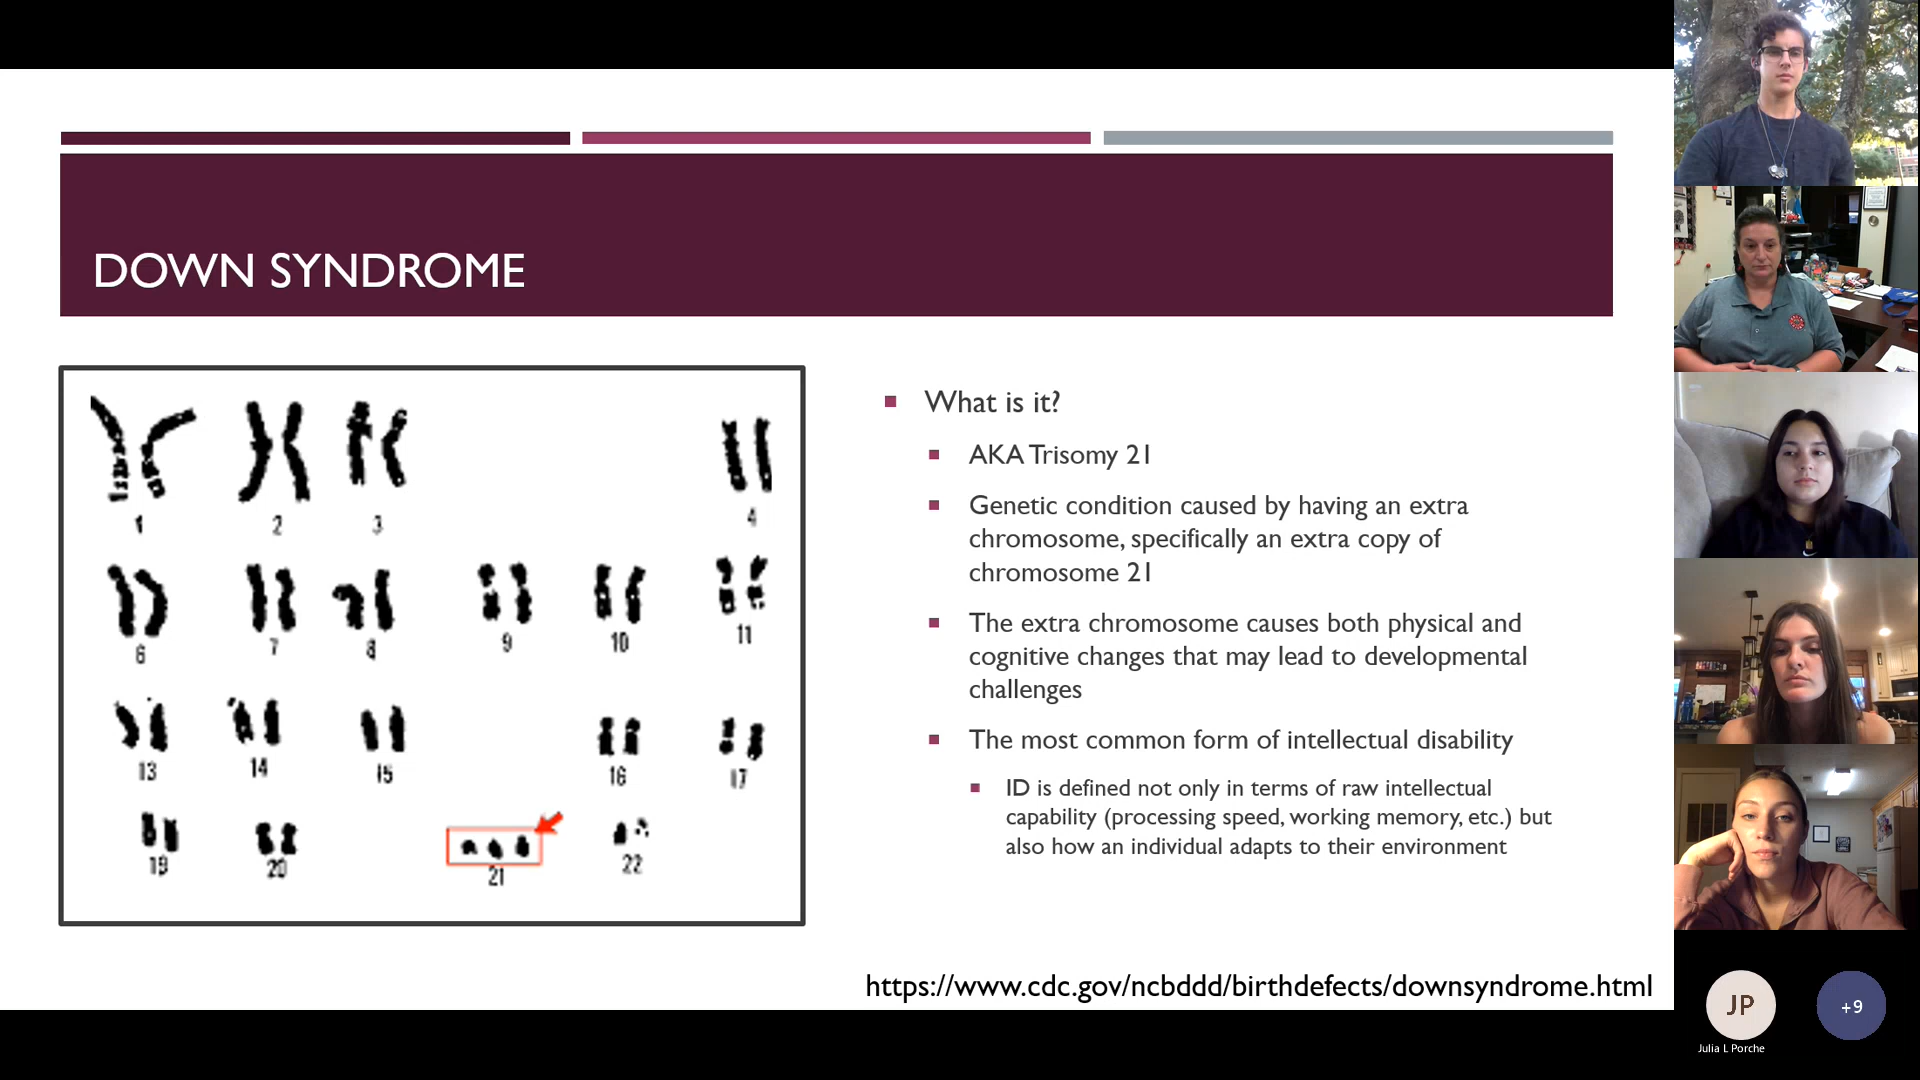 DOWN SYNDROME
1 2 3 4
6 7 8 9 10 11
13 14 15 16 17
19 20 21 22
What is it?
AKA Trisomy 21
Genetic condition caused by having an extra
chromosome, specifically an extra copy of
chromosome 21
The extra chromosome causes both physical and
cognitive changes that may lead to developmental
challenges
The most common form of intellectual disability
ID is defined not only in terms of raw intellectual
capability (processing speed, working memory, etc.) but
also how an individual adapts to their environment
https://www.cdc.gov/ncbddd/birthdefects/downsyndrome.html
JP
Julia L Porche
+9